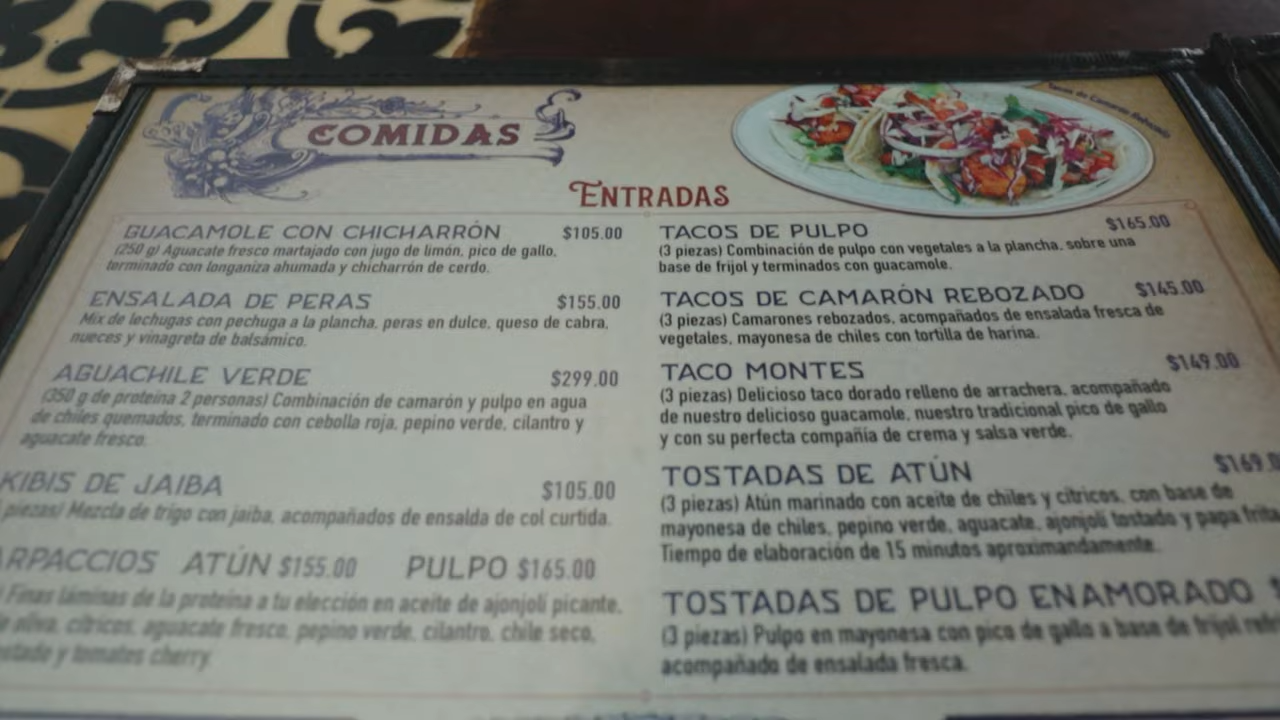 COMIDAS
Tacos de Camarón Rebozado
ENTRADAS
GUACAMOLE CON CHICHARRÓN $105.00
(250 g) Aguacate fresco martajado con jugo de limón, pico de gallo,
terminado con longaniza ahumada y chicharrón de cerdo.
ENSALADA DE PERAS $155.00
Mix de lechugas con pechuga a la plancha, peras en dulce, queso de cabra,
nueces y vinagreta de balsámico.
AGUACHILE VERDE $299.00
(350 g de proteína 2 personas) Combinación de camarón y pulpo en agua
de chiles quemados, terminado con cebolla roja, pepino verde, cilantro y
aguacate fresco.
KIBIS DE JAIBA $105.00
piezas) Mezcla de trigo con jaiba, acompañados de ensalda de col curtida.
ARPACCIOS ATÚN $155.00 PULPO $165.00
Finas láminas de la proteína a tu elección en aceite de ajonjolí picante,
oliva, cítricos, aguacate fresco, pepino verde, cilantro, chile seco,
y tomates cherry
TACOS DE PULPO $165.00
(3 piezas) Combinación de pulpo con vegetales a la plancha, sobre una
base de frijol y terminados con guacamole.
TACOS DE CAMARÓN REBOZADO $145.00
(3 piezas) Camarones rebozados, acompañados de ensalada fresca de
vegetales, mayonesa de chiles con tortilla de harina.
TACO MONTES $149.00
(3 piezas) Delicioso taco dorado relleno de arrachera, acompañado
de nuestro delicioso guacamole, nuestro tradicional pico de gallo
y con su perfecta compañía de crema y salsa verde.
TOSTADAS DE ATÚN $169.0
(3 piezas) Atún marinado con aceite de chiles y cítricos, con base de
mayonesa de chiles, pepino verde, aguacate, ajonjolí tostado y papa frita
Tiempo de elaboración de 15 minutos aproximandamente.
TOSTADAS DE PULPO ENAMORADO $
(3 piezas) Pulpo en mayonesa con pico de gallo a base de frijol refr
acompañado de ensalada fresca.